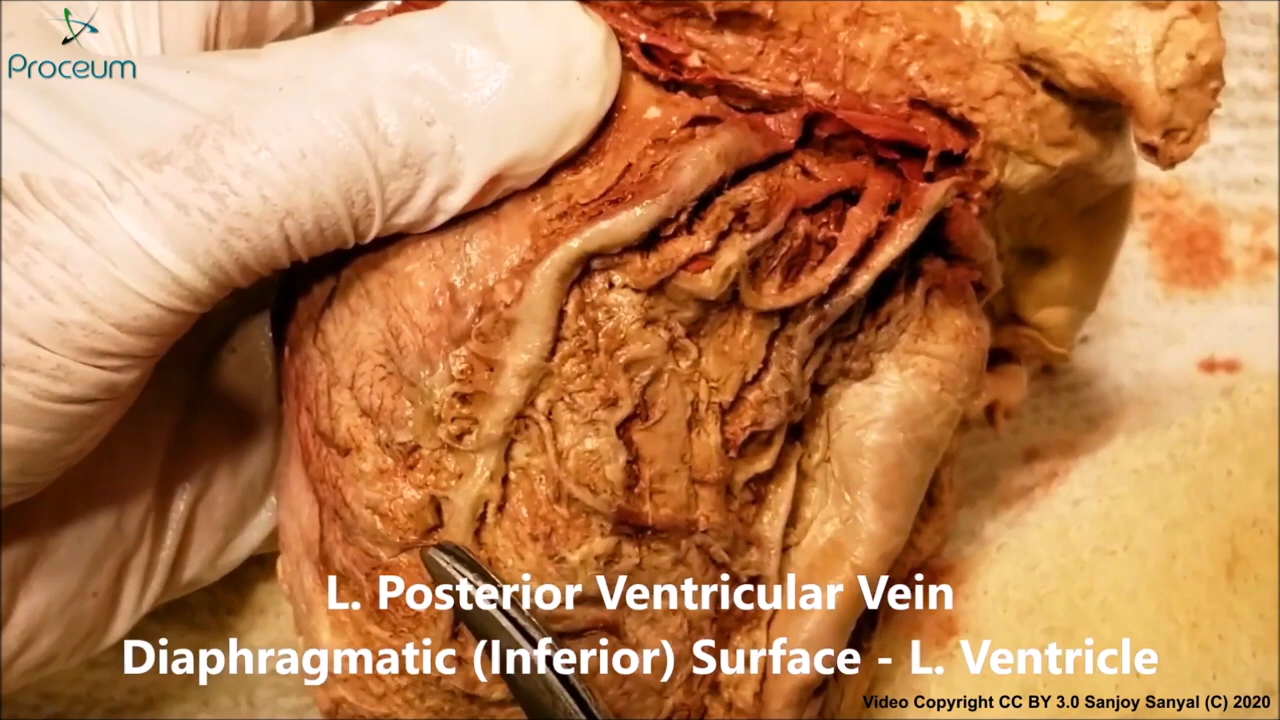 Proceum
L. Posterior Ventricular Vein
Diaphragmatic (Inferior) Surface - L. Ventricle
Video Copyright CC BY 3.0 Sanjoy Sanyal (C) 2020